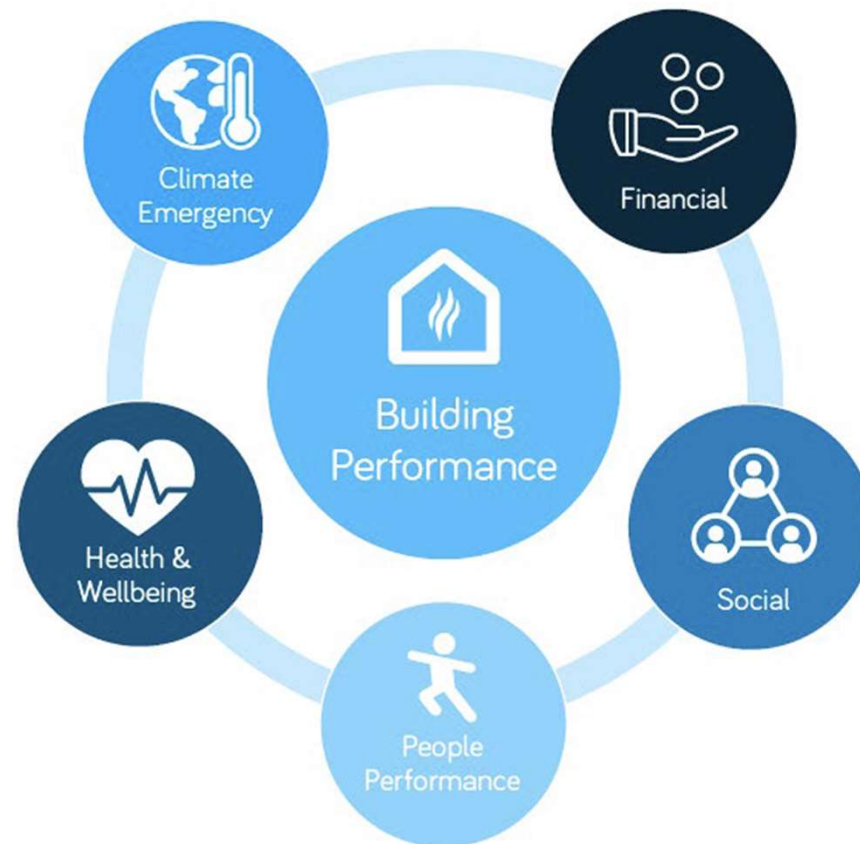 Climate
Emergency
Financial
Building
Performance
Health &
Wellbeing
Social
People
Performance